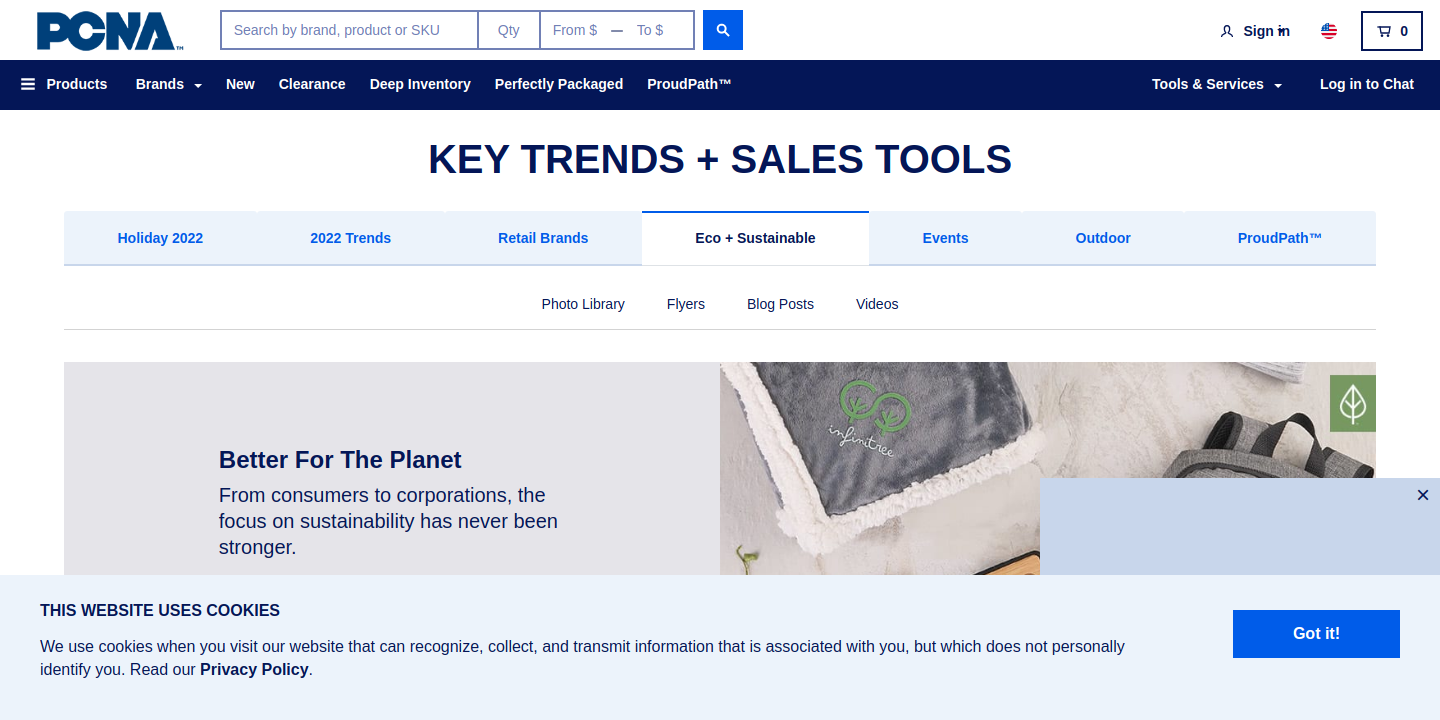 PCNA™
Search by brand, product or SKU
Qty
From $ — To $
Sign in
0
Products
Brands
New
Clearance
Deep Inventory
Perfectly Packaged
ProudPath™
Tools & Services
Log in to Chat
KEY TRENDS + SALES TOOLS
Holiday 2022
2022 Trends
Retail Brands
Eco + Sustainable
Events
Outdoor
ProudPath™
Photo Library
Flyers
Blog Posts
Videos
infinitree
Better For The Planet
From consumers to corporations, the
focus on sustainability has never been
stronger.
THIS WEBSITE USES COOKIES
We use cookies when you visit our website that can recognize, collect, and transmit information that is associated with you, but which does not personally
identify you. Read our Privacy Policy.
Got it!